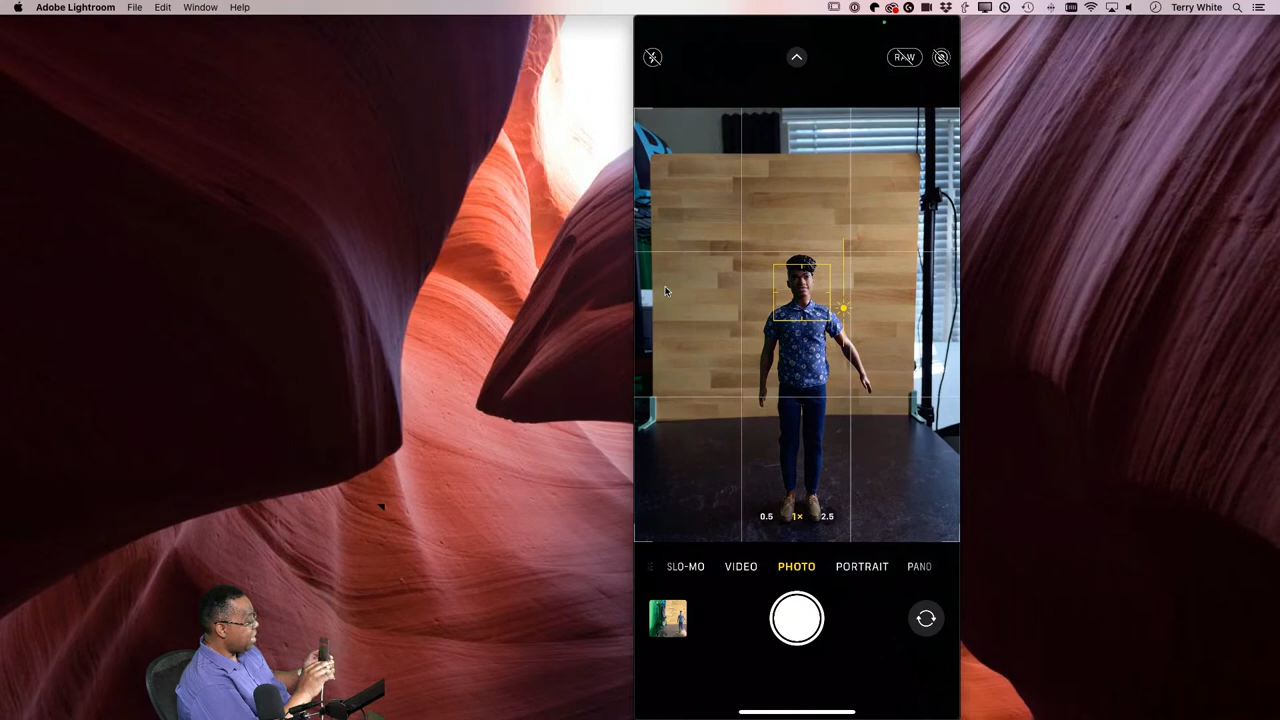 Adobe Lightroom File Edit Window Help Terry White
RAW
0.5 1× 2.5
SLO-MO VIDEO PHOTO PORTRAIT PANO